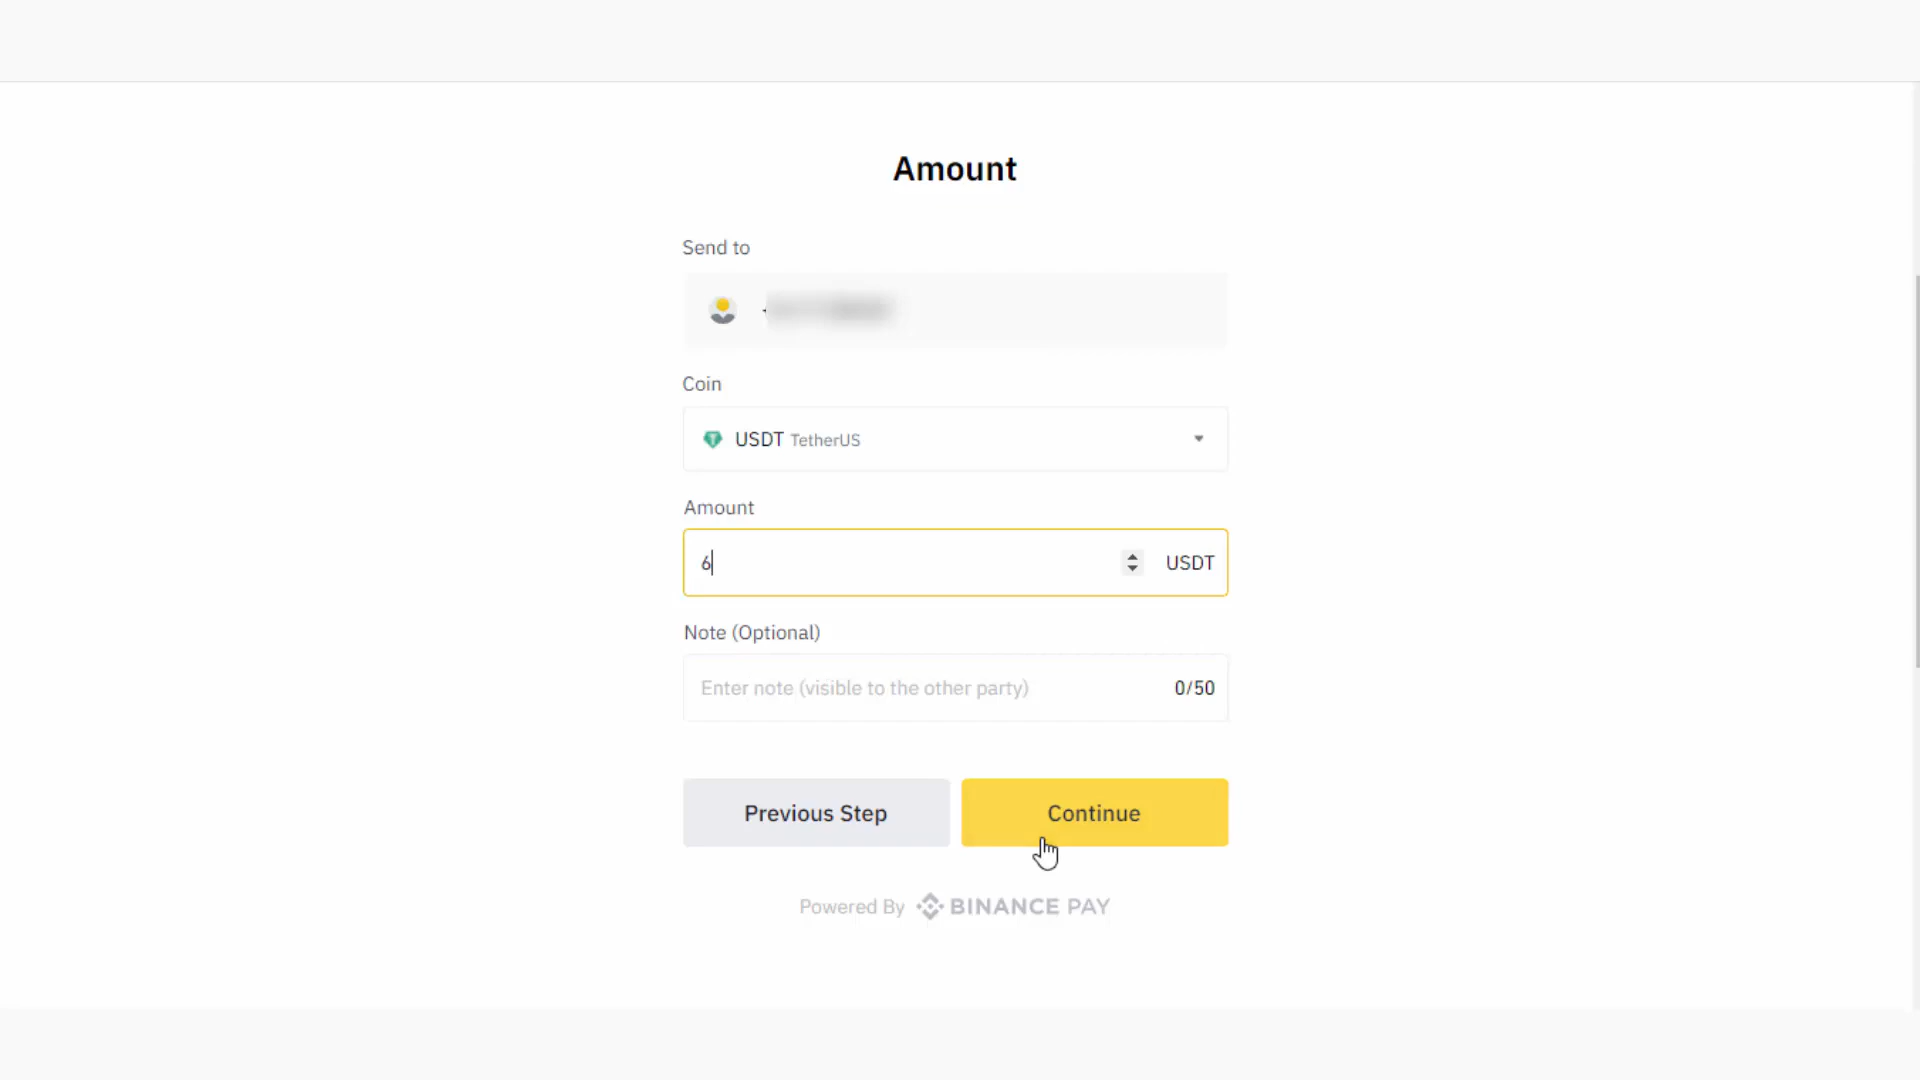 Amount
Send to
Coin
USDT TetherUS
Amount
6 USDT
Note (Optional)
Enter note (visible to the other party) 0/50
Previous Step Continue
Powered By BINANCE PAY